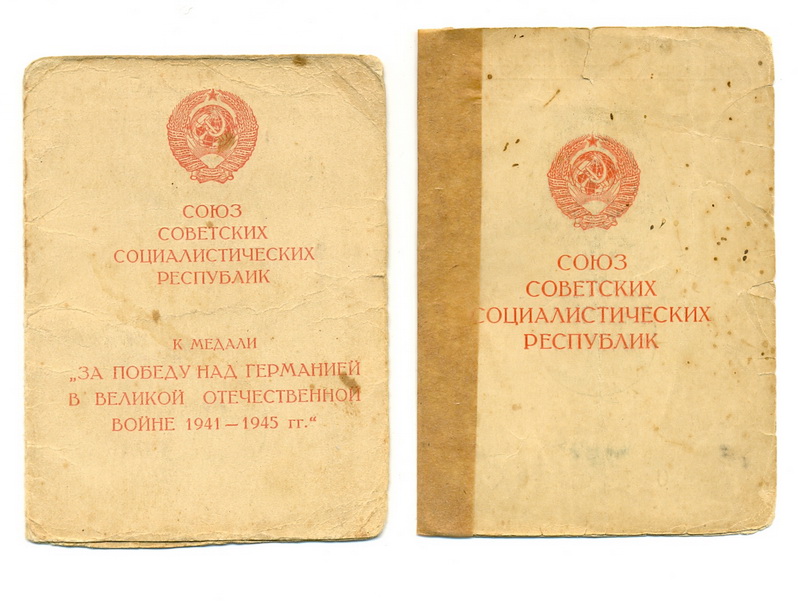 СОЮЗ
СОВЕТСКИХ
СОЦИАЛИСТИЧЕСКИХ
РЕСПУБЛИК
К МЕДАЛИ
„ЗА ПОБЕДУ НАД ГЕРМАНИЕЙ
В ВЕЛИКОЙ ОТЕЧЕСТВЕННОЙ
ВОЙНЕ 1941—1945 гг.“
СОЮЗ
СОВЕТСКИХ
СОЦИАЛИСТИЧЕСКИХ
РЕСПУБЛИК